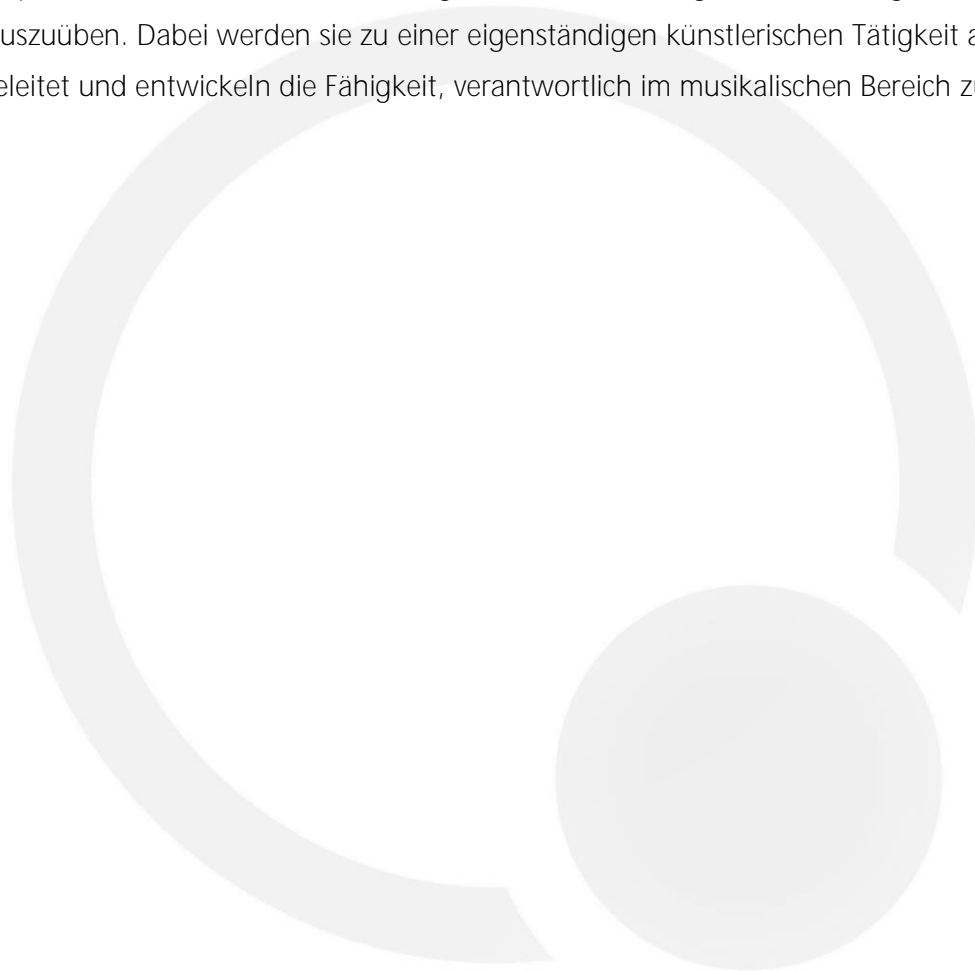 uszuüben. Dabei werden sie zu einer eigenständigen künstlerischen Tätigkeit a
eleitet und entwickeln die Fähigkeit, verantwortlich im musikalischen Bereich z